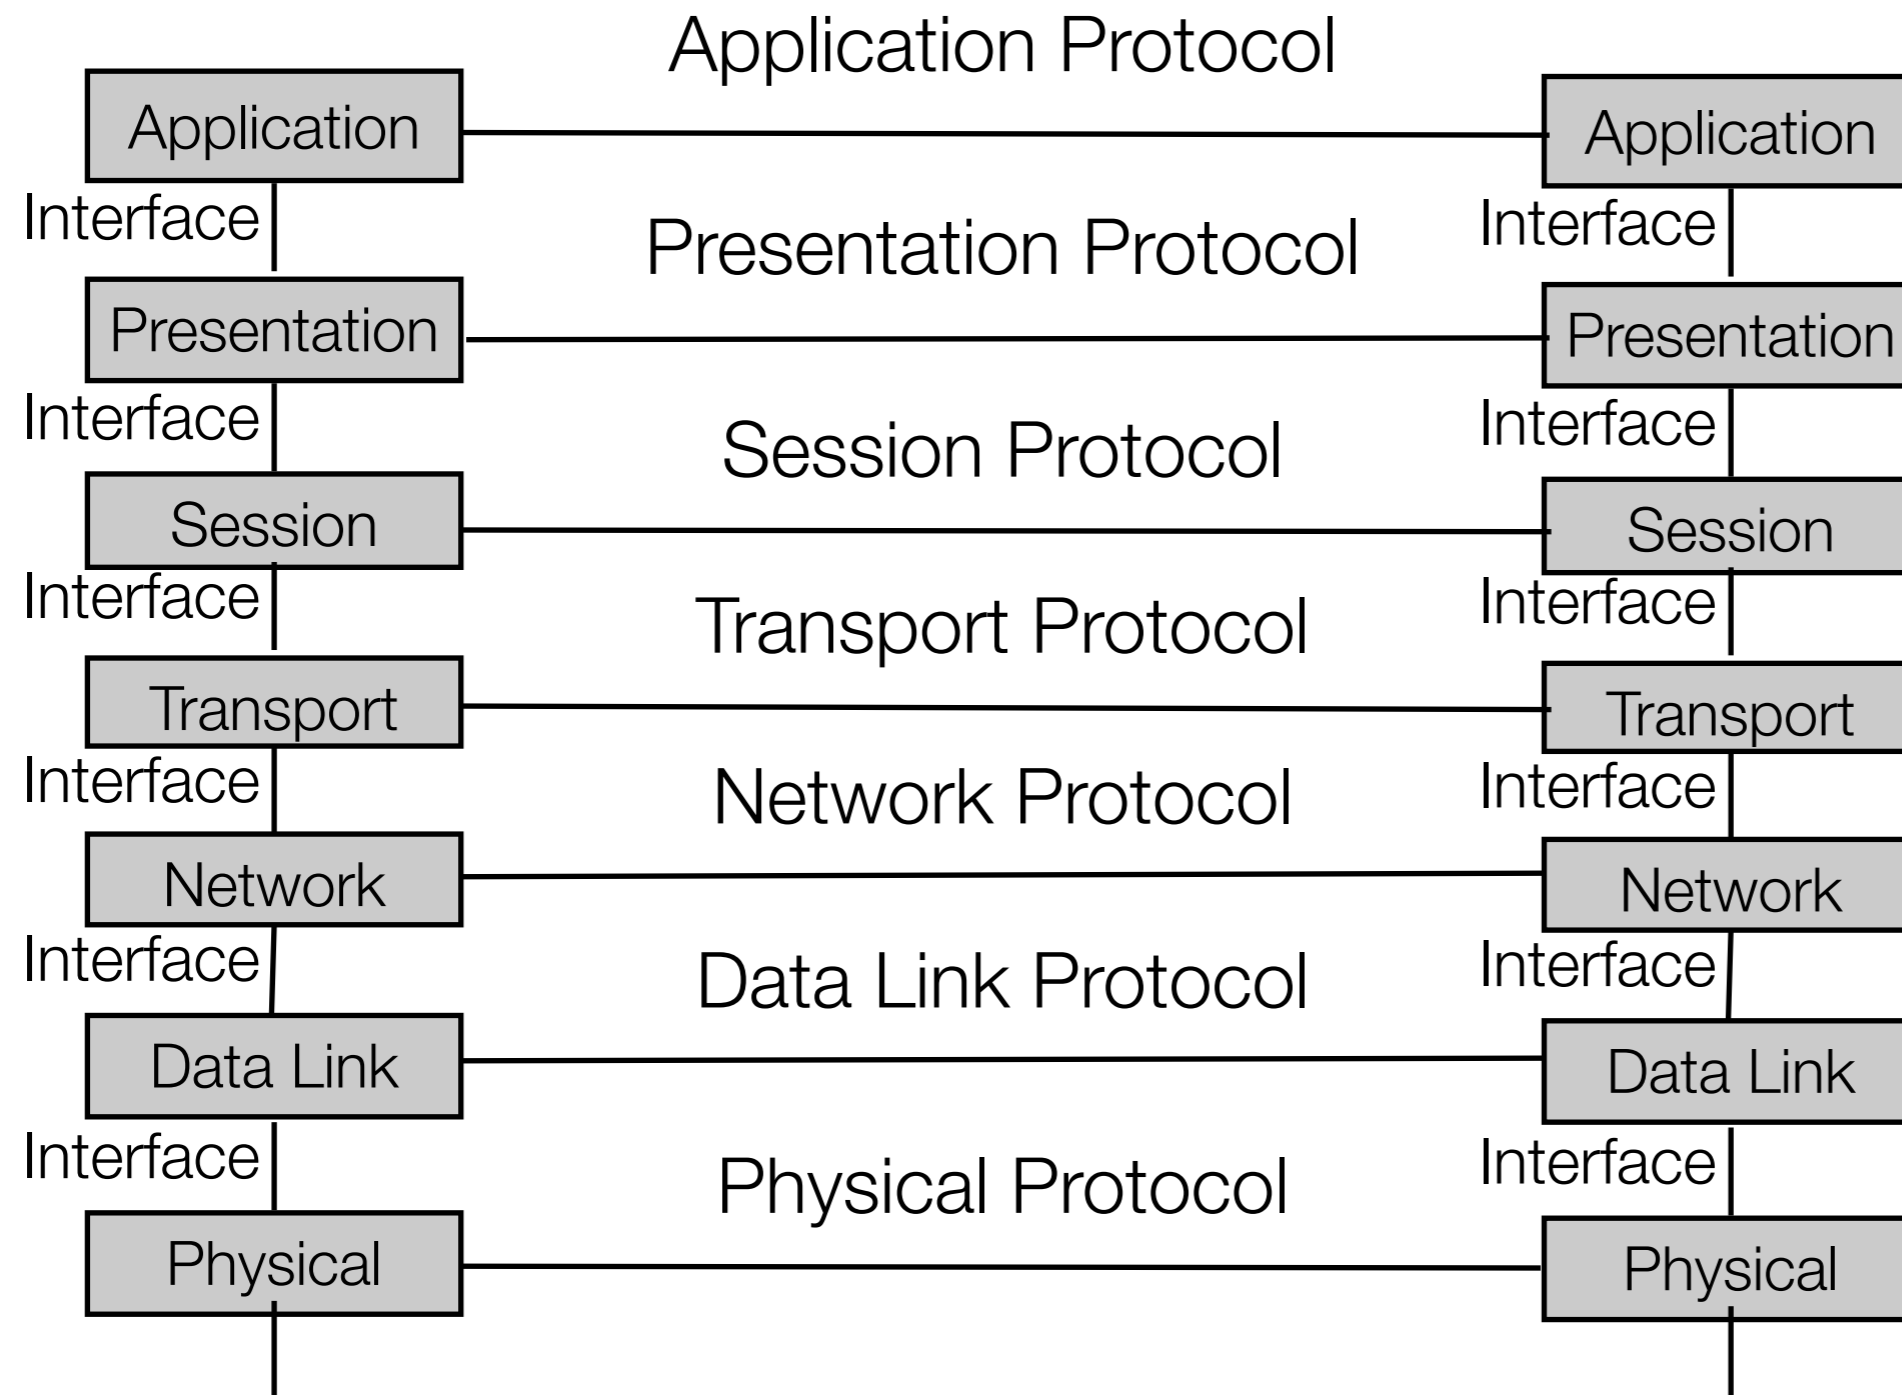 Application Protocol
Application
Application
Interface
Interface
Presentation Protocol
Presentation
Presentation
Interface
Interface
Session Protocol
Session
Session
Interface
Interface
Transport Protocol
Transport
Transport
Interface
Interface
Network Protocol
Network
Network
Interface
Interface
Data Link Protocol
Data Link
Data Link
Interface
Interface
Physical Protocol
Physical
Physical